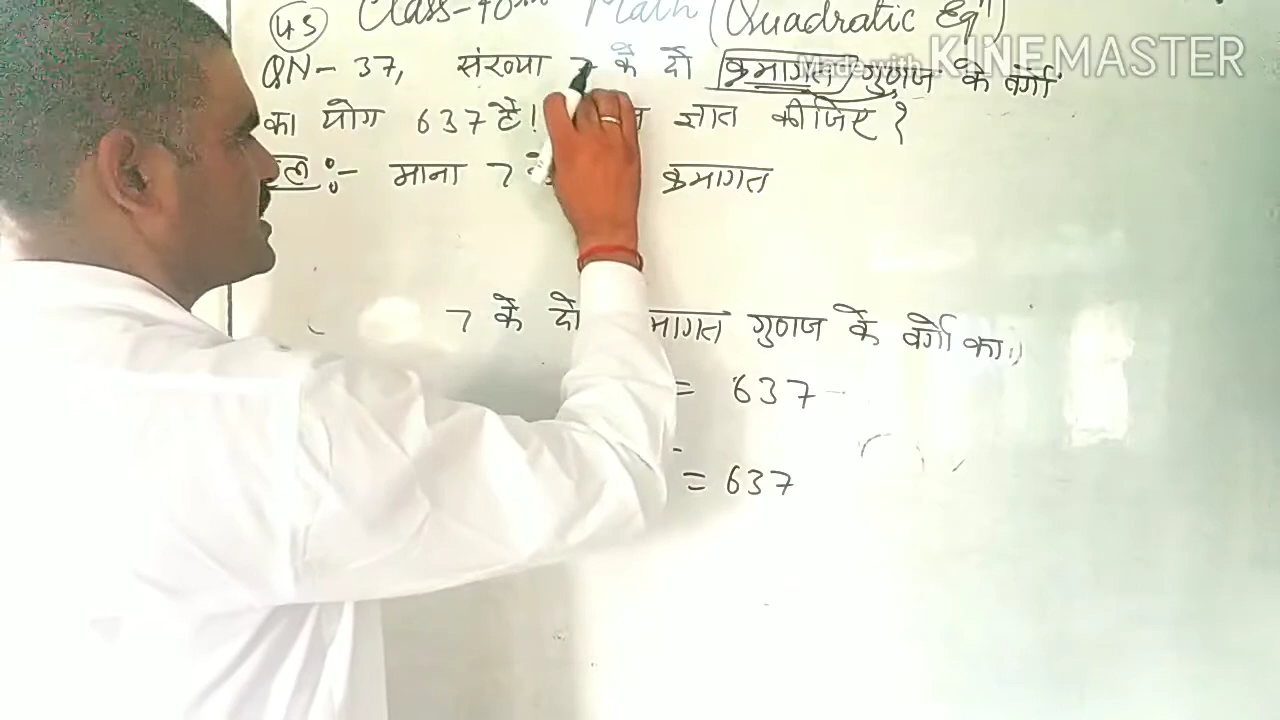 45 Class-10th Math (Quadratic Eqn)
Made with KINEMASTER
QN- 37, संख्या 7 के दो क्रमागत गुणज के वर्गो
का योग 637 है! ज्ञात कीजिए?
हल :- माना 7 क्रमागत
7 के दो मागत गुणज के वर्गो का
= 637
= 637